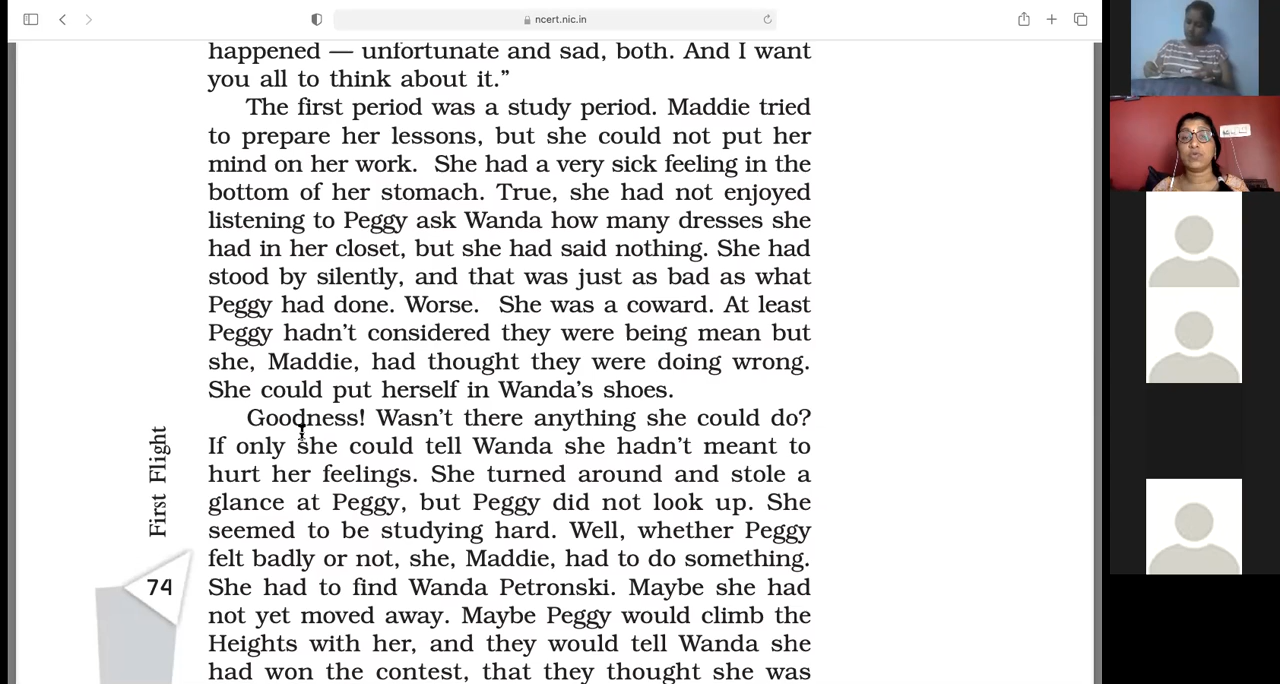 ncert.nic.in
happened — unfortunate and sad, both. And I want
you all to think about it.”
The first period was a study period. Maddie tried
to prepare her lessons, but she could not put her
mind on her work. She had a very sick feeling in the
bottom of her stomach. True, she had not enjoyed
listening to Peggy ask Wanda how many dresses she
had in her closet, but she had said nothing. She had
stood by silently, and that was just as bad as what
Peggy had done. Worse. She was a coward. At least
Peggy hadn’t considered they were being mean but
she, Maddie, had thought they were doing wrong.
She could put herself in Wanda’s shoes.
Goodness! Wasn’t there anything she could do?
If only she could tell Wanda she hadn’t meant to
hurt her feelings. She turned around and stole a
glance at Peggy, but Peggy did not look up. She
seemed to be studying hard. Well, whether Peggy
felt badly or not, she, Maddie, had to do something.
She had to find Wanda Petronski. Maybe she had
not yet moved away. Maybe Peggy would climb the
Heights with her, and they would tell Wanda she
had won the contest, that they thought she was
First Flight
74